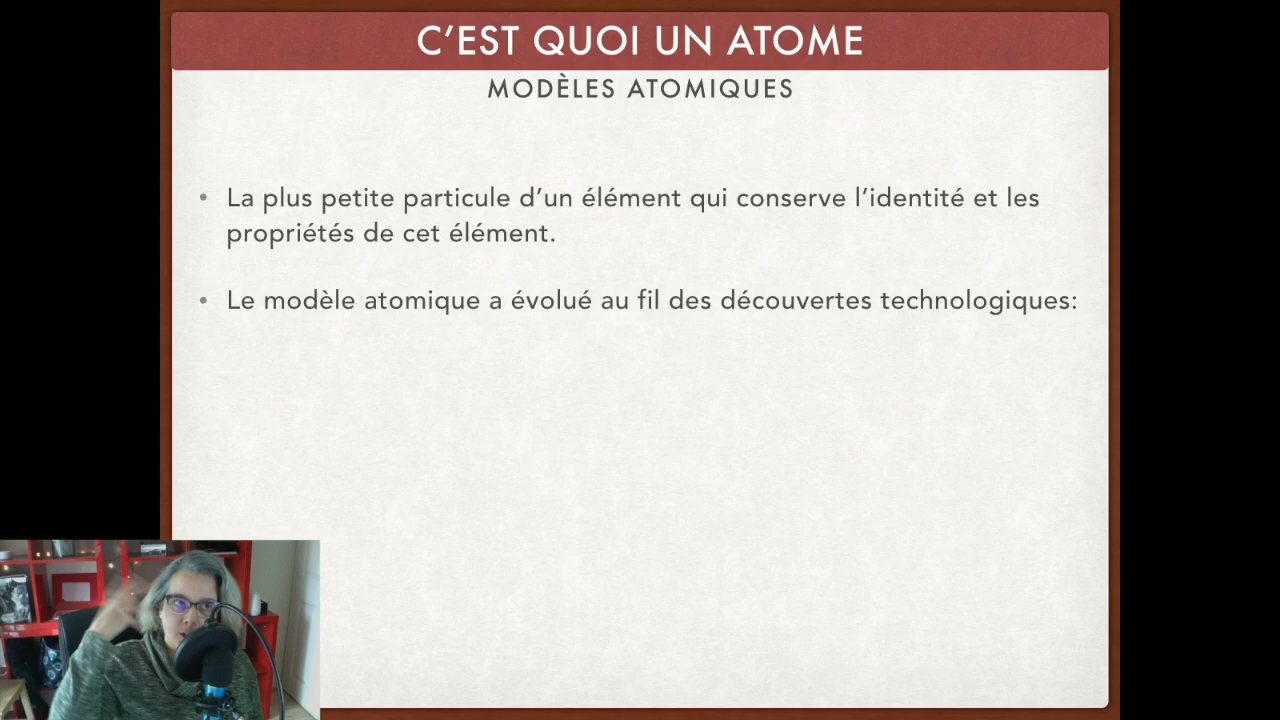 C’EST QUOI UN ATOME
MODÈLES ATOMIQUES
• La plus petite particule d’un élément qui conserve l’identité et les
propriétés de cet élément.
• Le modèle atomique a évolué au fil des découvertes technologiques: